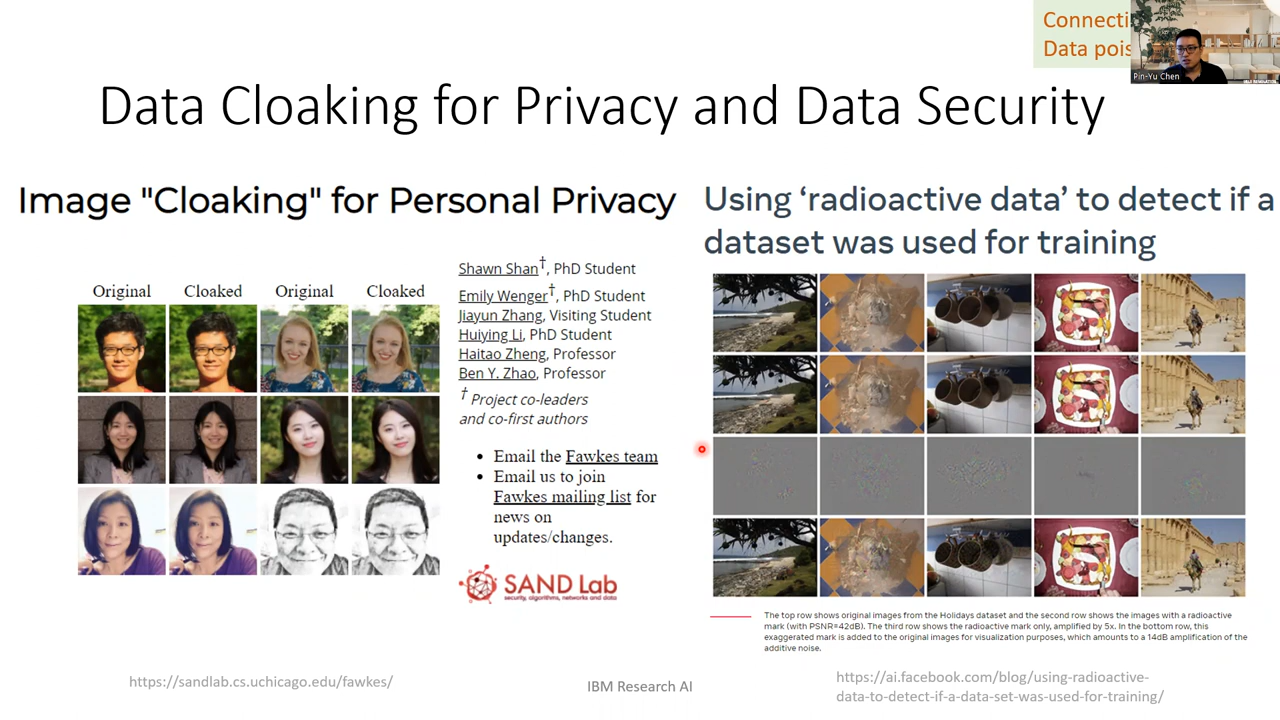 Connecti
Data pois
Pin-Yu Chen
Data Cloaking for Privacy and Data Security
Image "Cloaking" for Personal Privacy
Original Cloaked Original Cloaked
Shawn Shan†, PhD Student
Emily Wenger†, PhD Student
Jiayun Zhang, Visiting Student
Huiying Li, PhD Student
Haitao Zheng, Professor
Ben Y. Zhao, Professor
† Project co-leaders
and co-first authors
• Email the Fawkes team
• Email us to join
Fawkes mailing list for
news on
updates/changes.
SAND Lab
security, algorithms, networks and data
https://sandlab.cs.uchicago.edu/fawkes/
Using ‘radioactive data’ to detect if a
dataset was used for training
The top row shows original images from the Holidays dataset and the second row shows the images with a radioactive
mark (with PSNR=42dB). The third row shows the radioactive mark only, amplified by 5x. In the bottom row, this
exaggerated mark is added to the original images for visualization purposes, which amounts to a 14dB amplification of the
additive noise.
https://ai.facebook.com/blog/using-radioactive-
data-to-detect-if-a-data-set-was-used-for-training/
IBM Research AI